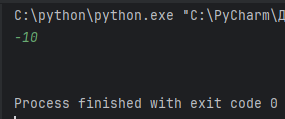 C:\python\python.exe "C:\PyCharm\Д
-10
Process finished with exit code 0